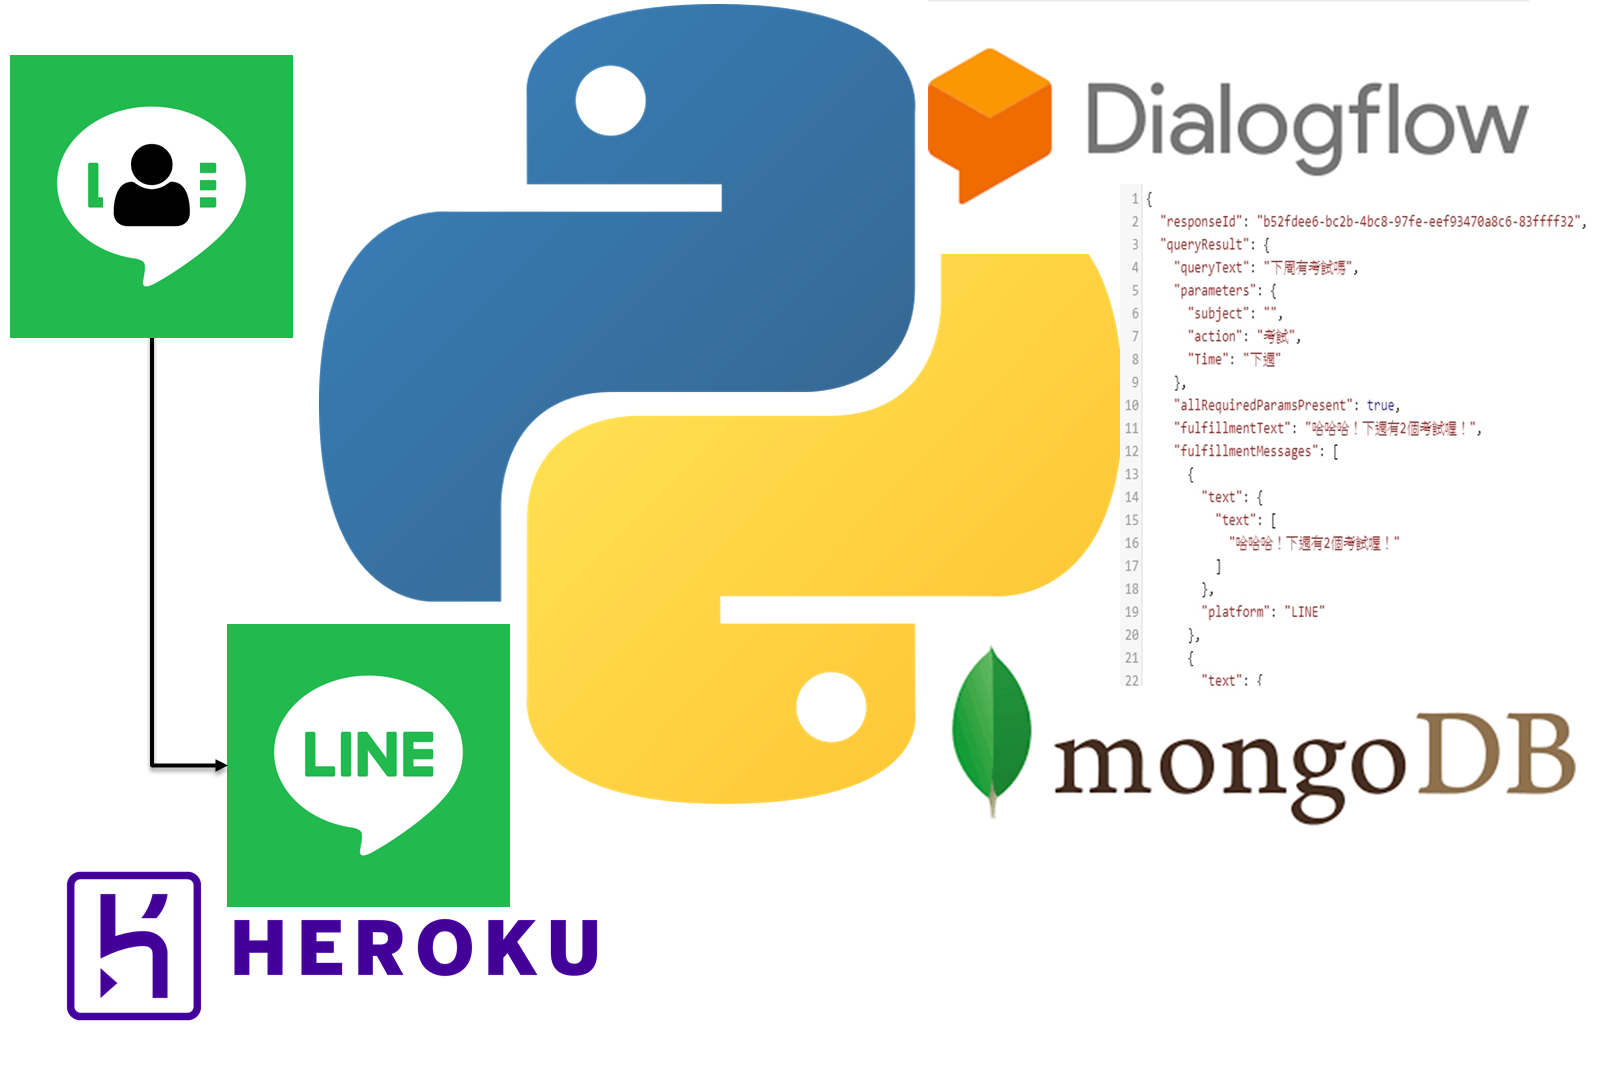 Dialogflow
1 {
2 "responseId": "b52fdee6-bc2b-4bc8-97fe-eef93470a8c6-83ffff32",
3 "queryResult": {
4 "queryText": "下周有考試嗎",
5 "parameters": {
6 "subject": "",
7 "action": "考試",
8 "Time": "下週"
9 },
10 "allRequiredParamsPresent": true,
11 "fulfillmentText": "哈哈哈！下週有2個考試喔！",
12 "fulfillmentMessages": [
13 {
14 "text": {
15 "text": [
16 "哈哈哈！下週有2個考試喔！"
17 ]
18 },
19 "platform": "LINE"
20 },
21 {
22 "text": {
LINE
mongoDB
HEROKU